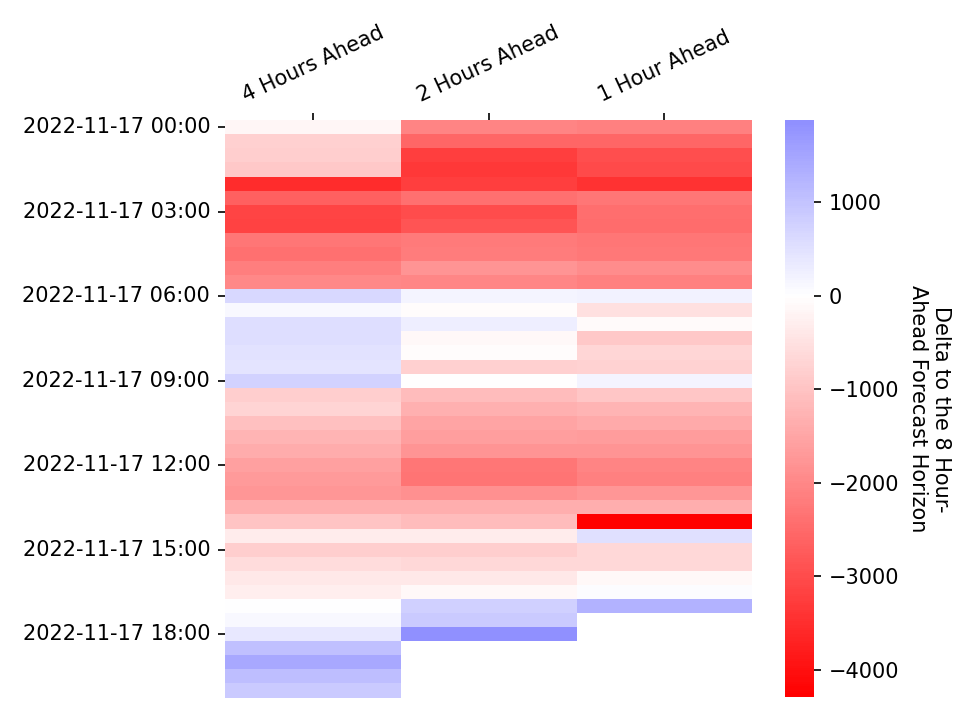 4 Hours Ahead
2 Hours Ahead
1 Hour Ahead
2022-11-17 00:00
2022-11-17 03:00
2022-11-17 06:00
2022-11-17 09:00
2022-11-17 12:00
2022-11-17 15:00
2022-11-17 18:00
1000
0
−1000
−2000
−3000
−4000
Delta to the 8 Hour-
Ahead Forecast Horizon